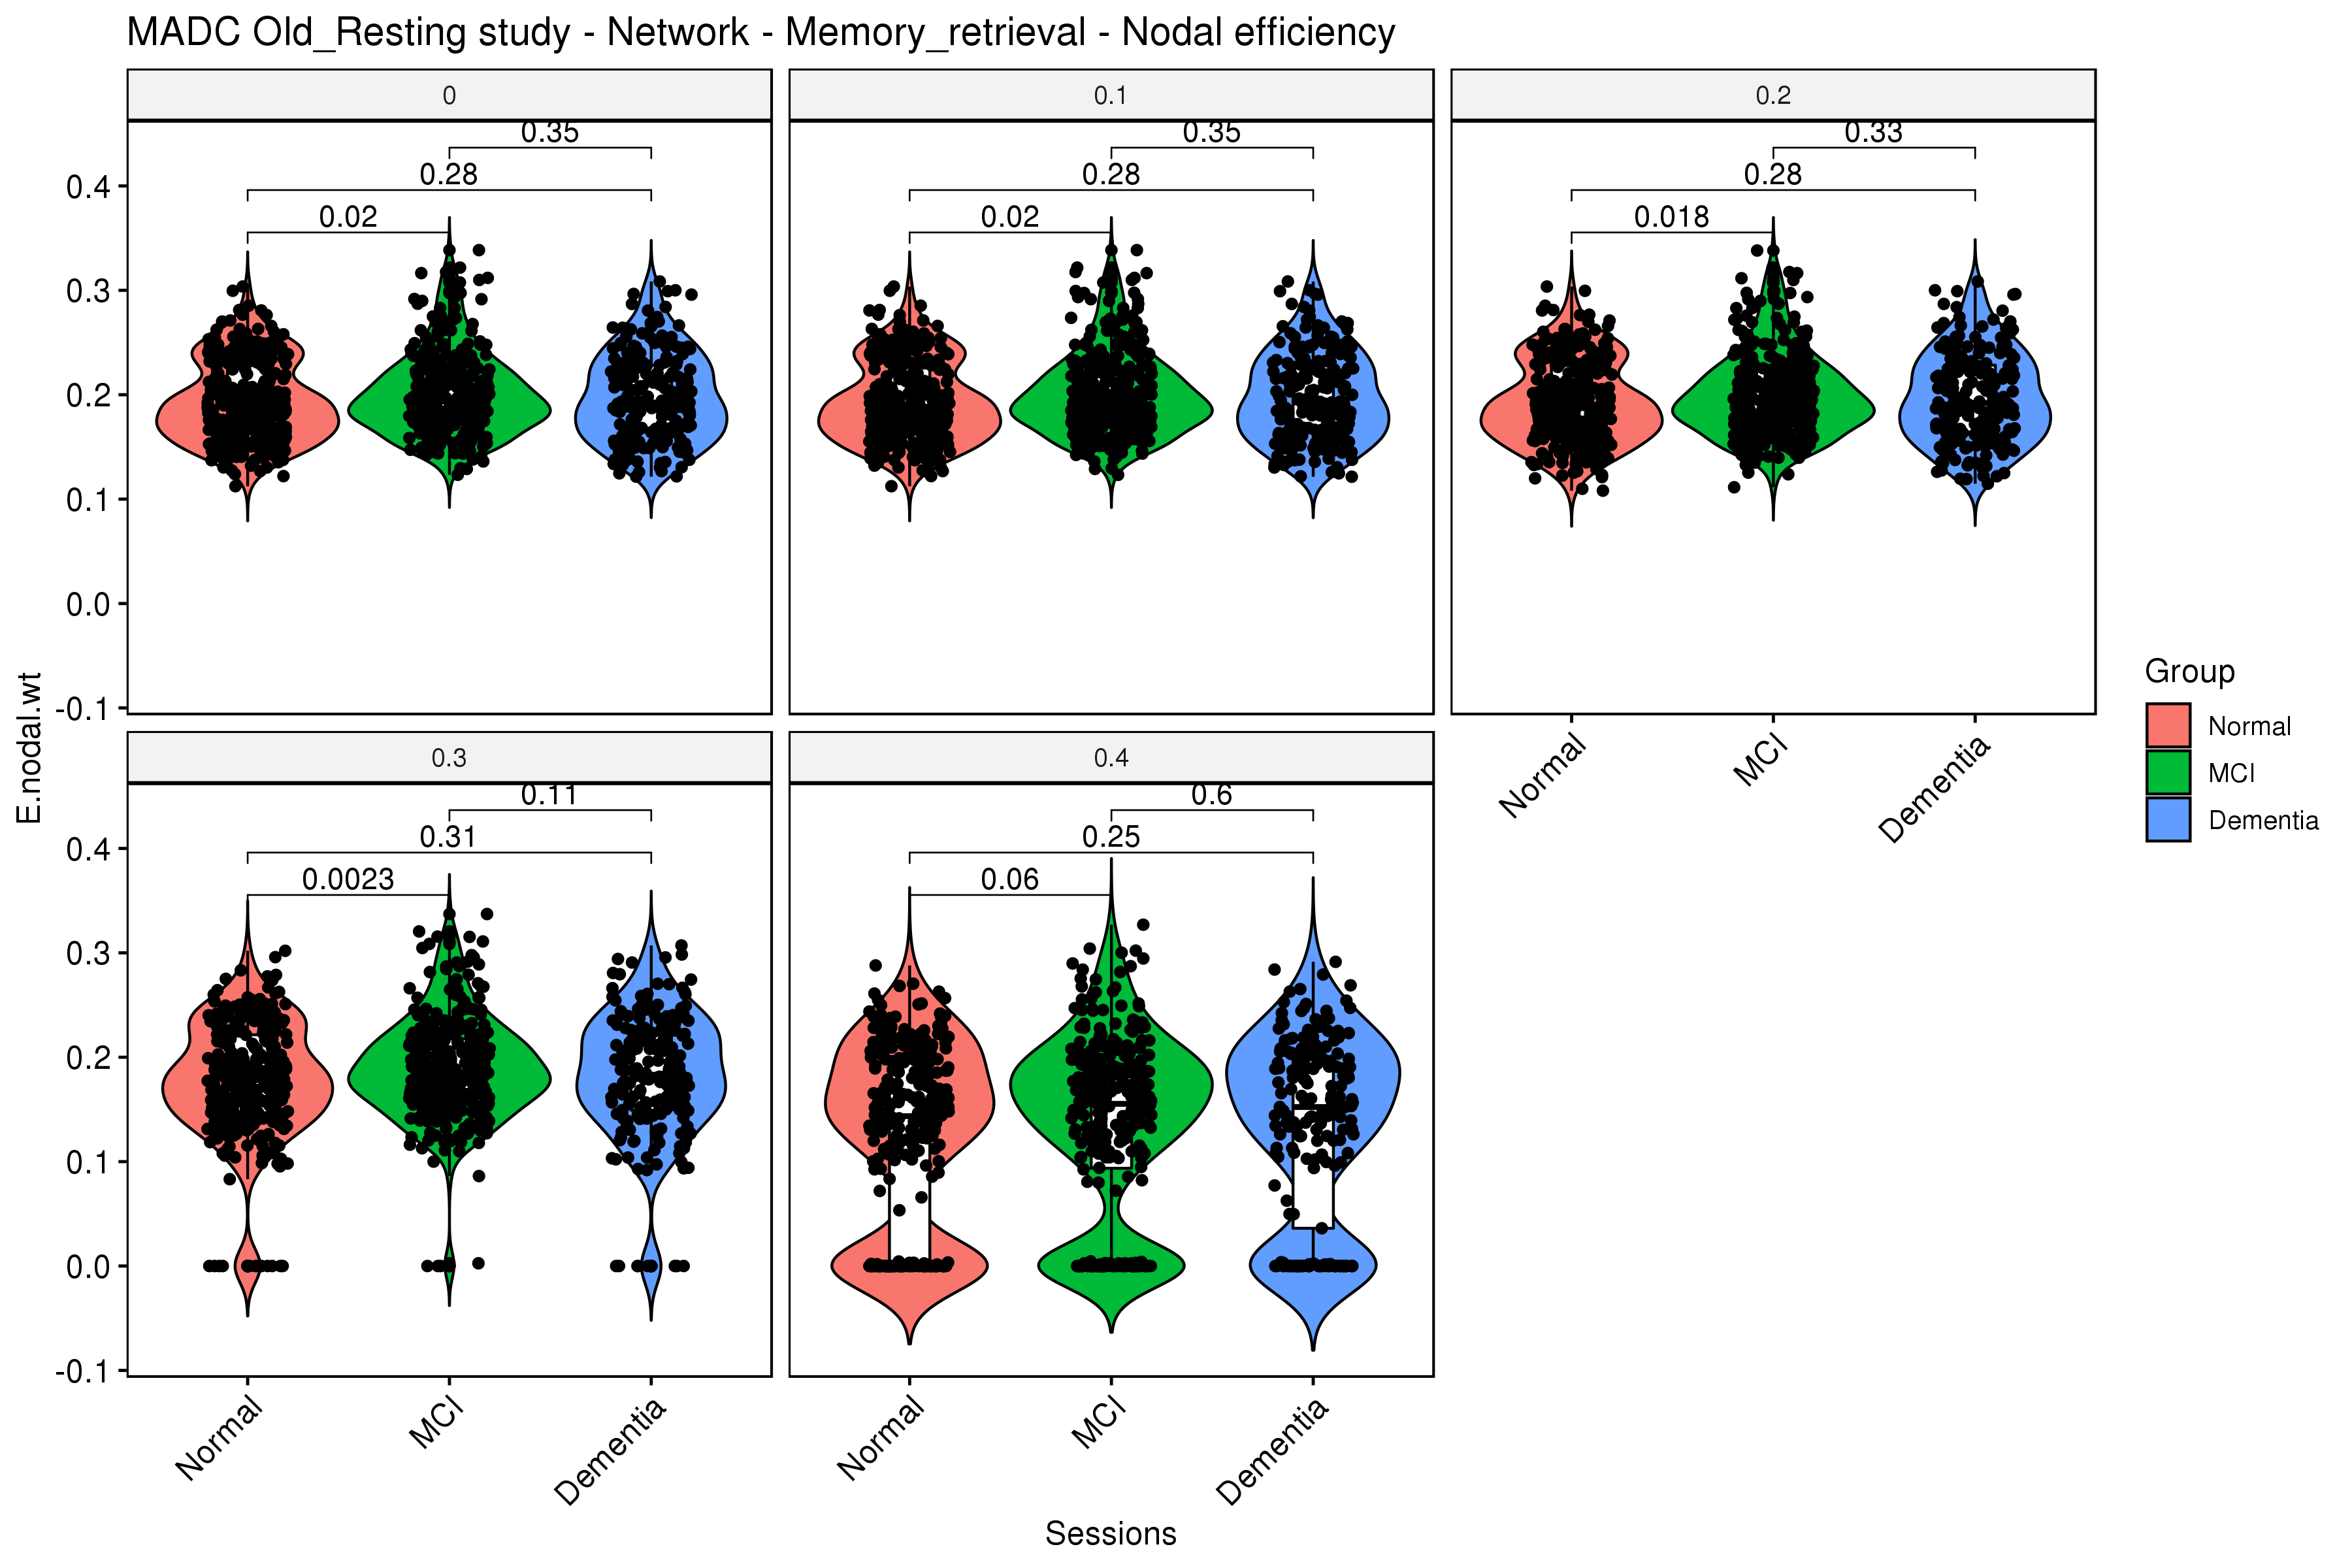 MADC Old_Resting study - Network - Memory_retrieval - Nodal efficiency
0
0.1
0.2
0.35
0.28
0.02
0.35
0.28
0.02
0.33
0.28
0.018
0.4
0.3
0.2
0.1
0.0
-0.1
Normal
MCI
Dementia
0.3
0.4
0.11
0.31
0.0023
0.6
0.25
0.06
0.4
0.3
0.2
0.1
0.0
-0.1
Normal
MCI
Dementia
Normal
MCI
Dementia
E.nodal.wt
Sessions
Group
Normal
MCI
Dementia